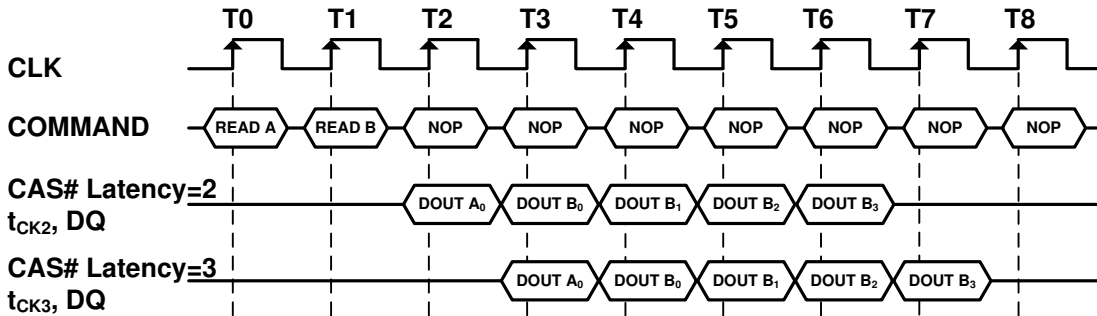 T0 T1 T2 T3 T4 T5 T6 T7 T8
CLK
COMMAND READ A READ B NOP NOP NOP NOP NOP NOP NOP
CAS# Latency=2
tCK2, DQ DOUT A0 DOUT B0 DOUT B1 DOUT B2 DOUT B3
CAS# Latency=3
tCK3, DQ DOUT A0 DOUT B0 DOUT B1 DOUT B2 DOUT B3